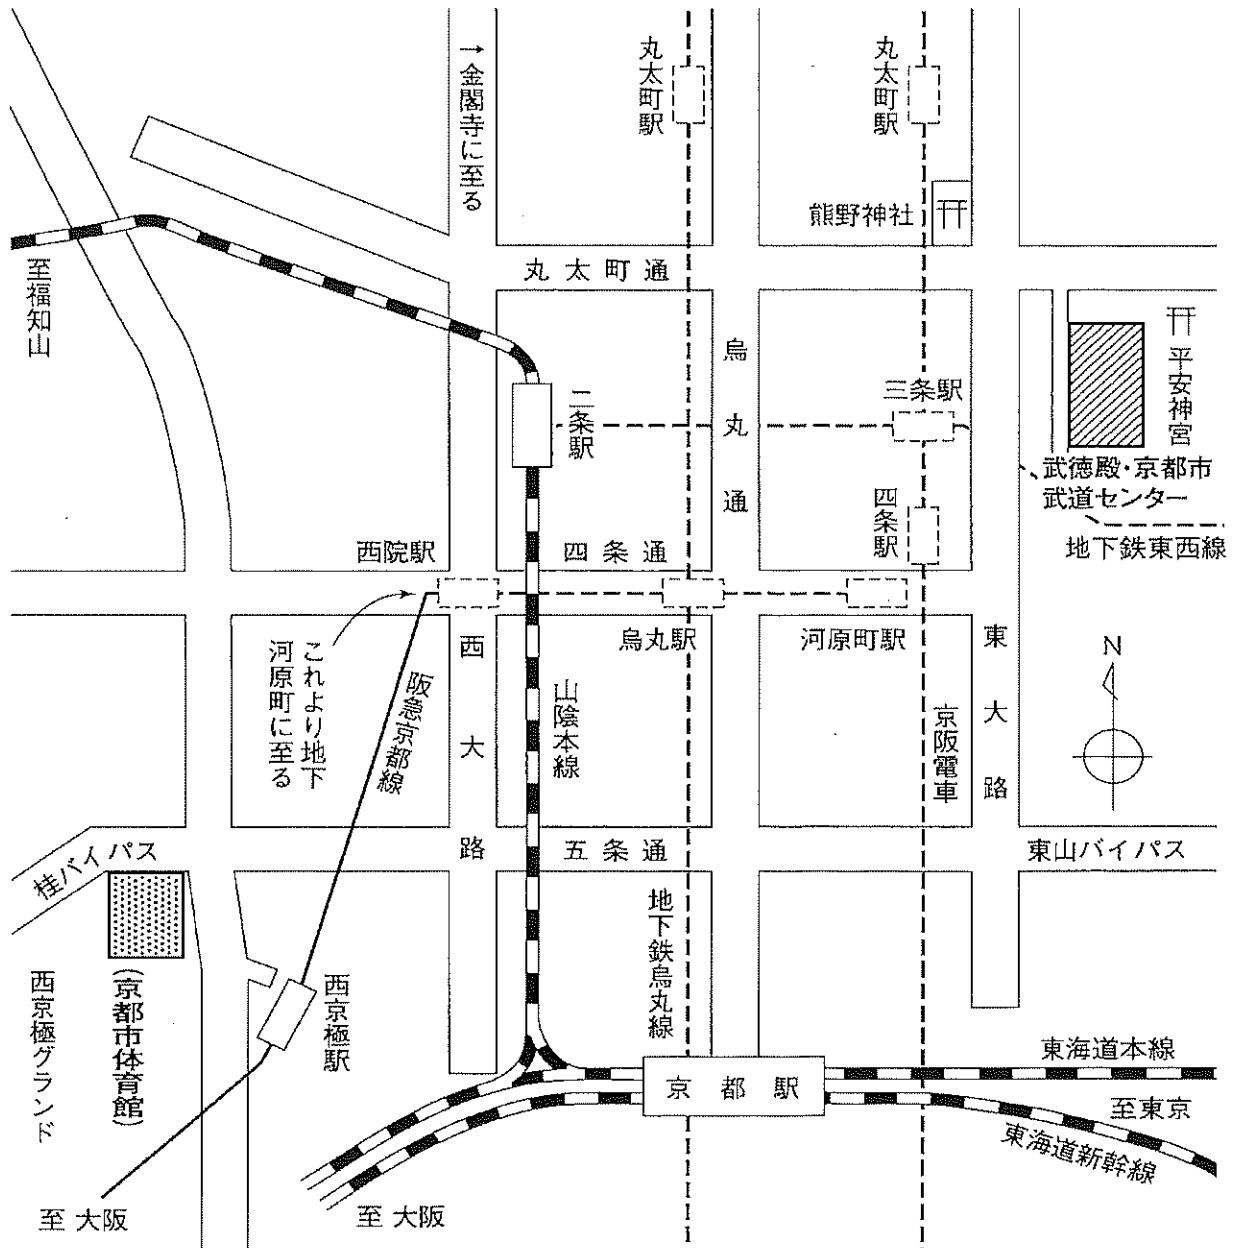 →金閣寺に至る
丸太町駅
丸太町駅
熊野神社
丸太町通
至福知山
烏丸通
平安神宮
二条駅
三条駅
武徳殿・京都市
武道センター
四条駅
地下鉄東西線
西院駅
四条通
烏丸駅
河原町駅
これより地下
河原町に至る
阪急京都線
西大路
山陰本線
京阪電車
東大路
N
桂バイパス
五条通
東山バイパス
地下鉄烏丸線
西京極グランド
(京都市体育館)
西京極駅
京都駅
東海道本線
至東京
東海道新幹線
至 大阪
至 大阪